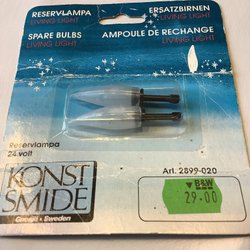 RESERVLAMPA
LIVING LIGHT
ERSATZBIRNEN
LIVING LIGHT
SPARE BULBS
LIVING LIGHT
AMPOULE DE RECHANGE
LIVING LIGHT
Reservlampa
24 volt
Art. 2899-020
KONST
SMIDE
Gnosjö • Sweden
B&W
29-00